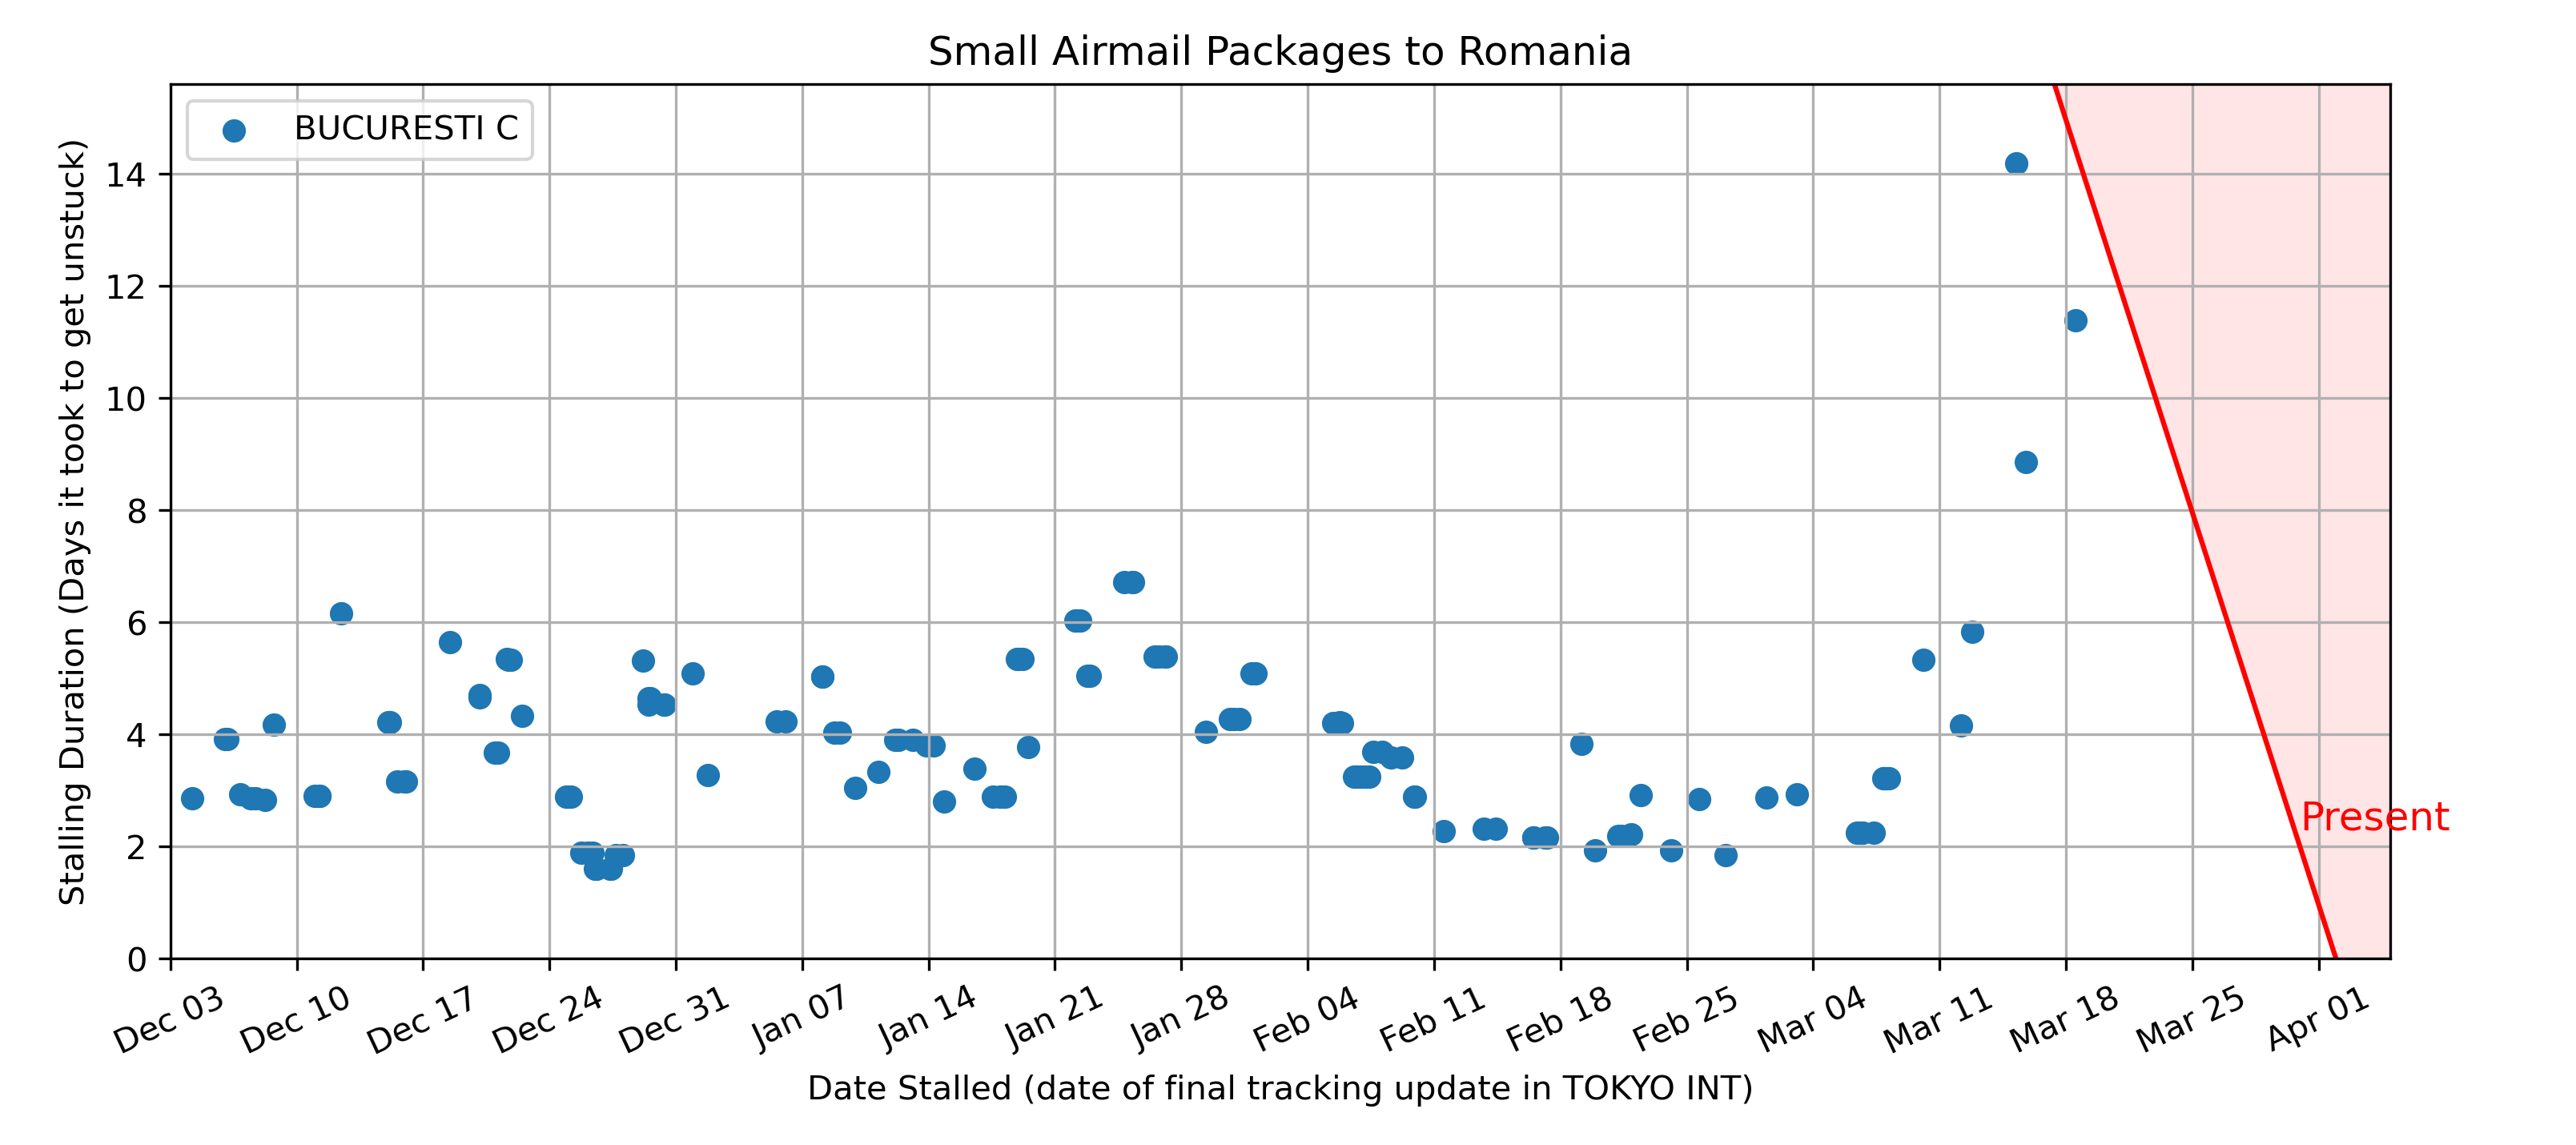 Small Airmail Packages to Romania
BUCURESTI C
Stalling Duration (Days it took to get unstuck)
14
12
10
8
6
4
2
0
Present
Dec 03
Dec 10
Dec 17
Dec 24
Dec 31
Jan 07
Jan 14
Jan 21
Jan 28
Feb 04
Feb 11
Feb 18
Feb 25
Mar 04
Mar 11
Mar 18
Mar 25
Apr 01
Date Stalled (date of final tracking update in TOKYO INT)